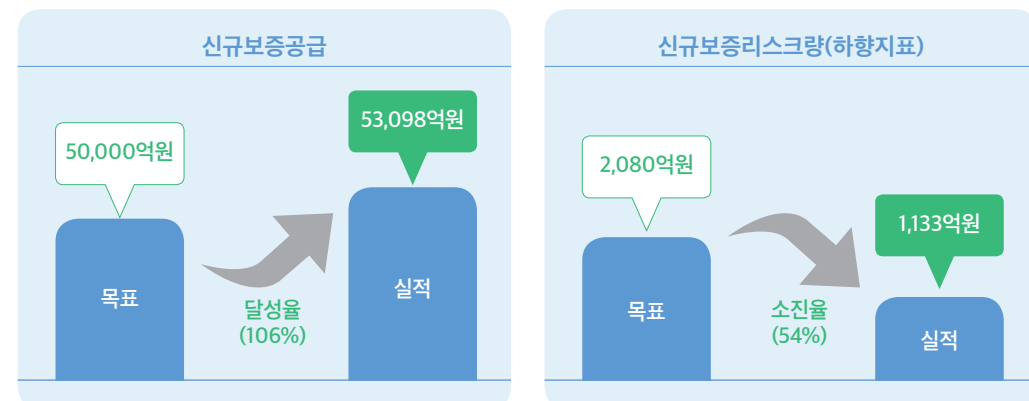 신규보증공급
50,000억원
53,098억원
목표
실적
달성율
(106%)
신규보증리스크량(하향지표)
2,080억원
1,133억원
목표
실적
소진율
(54%)